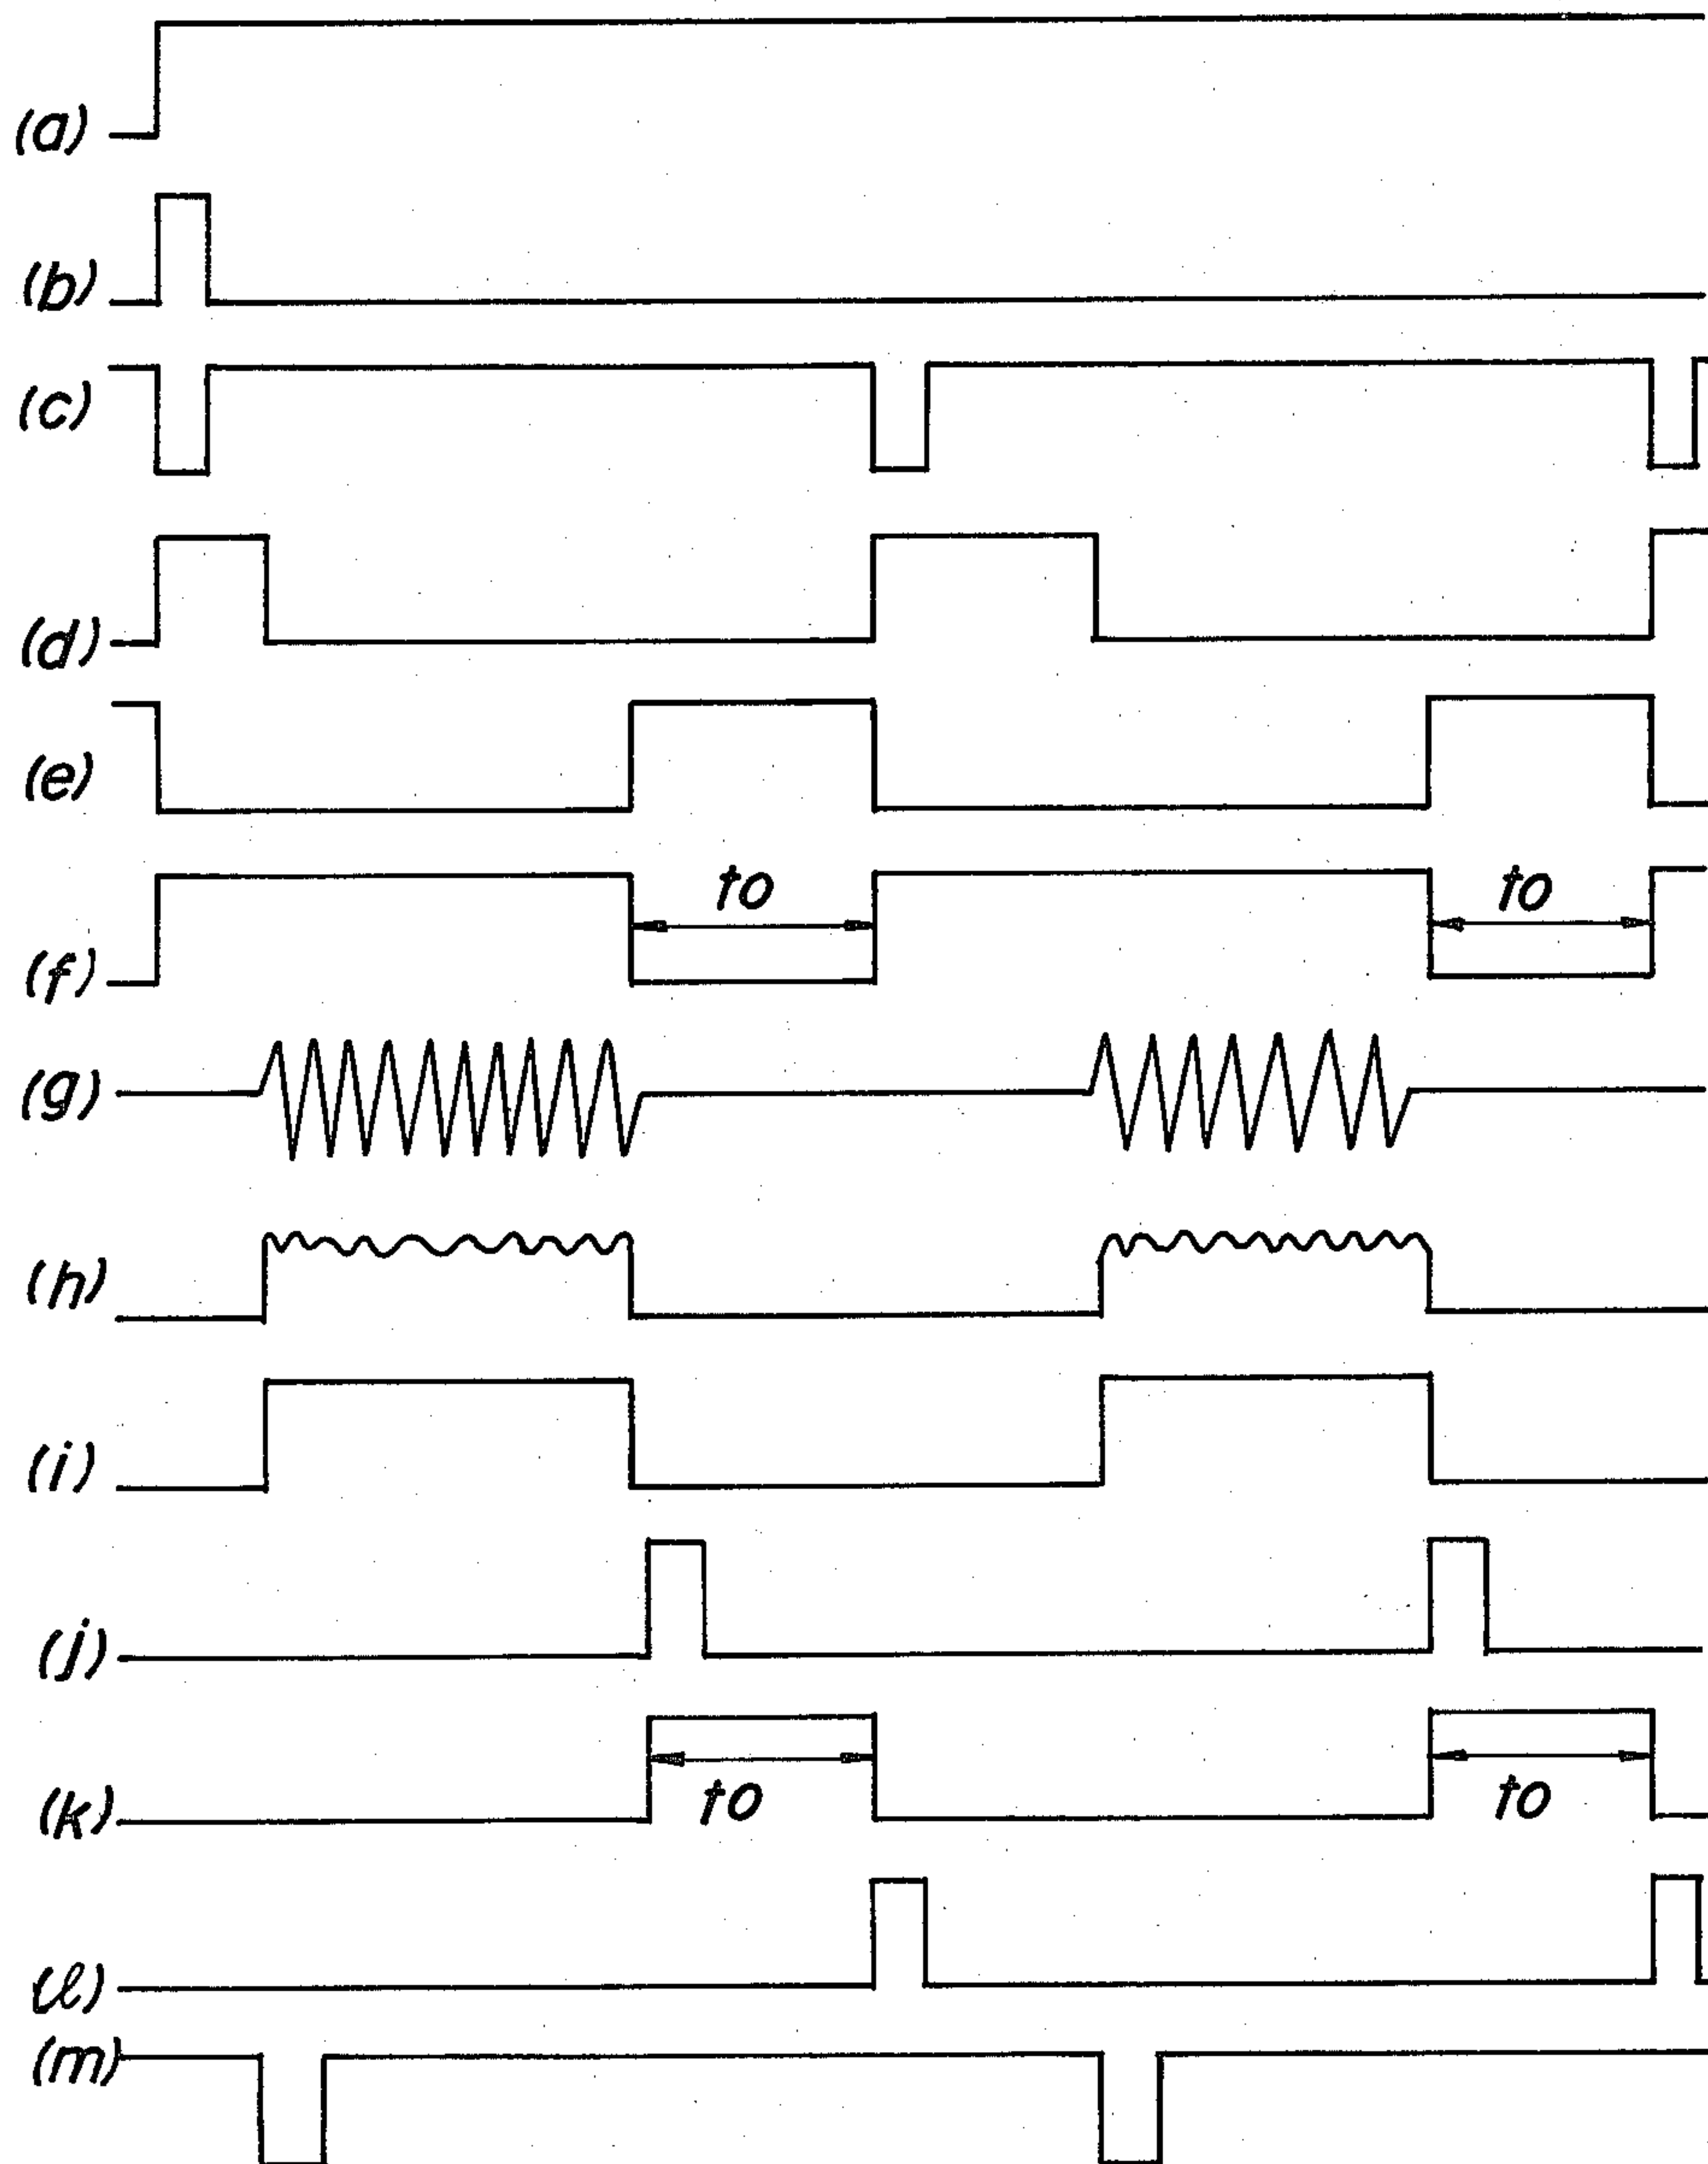 (a)
(b)
(c)
(d)
(e)
to to
(f)
(g)
(h)
(i)
(j)
to to
(k)
(l)
(m)